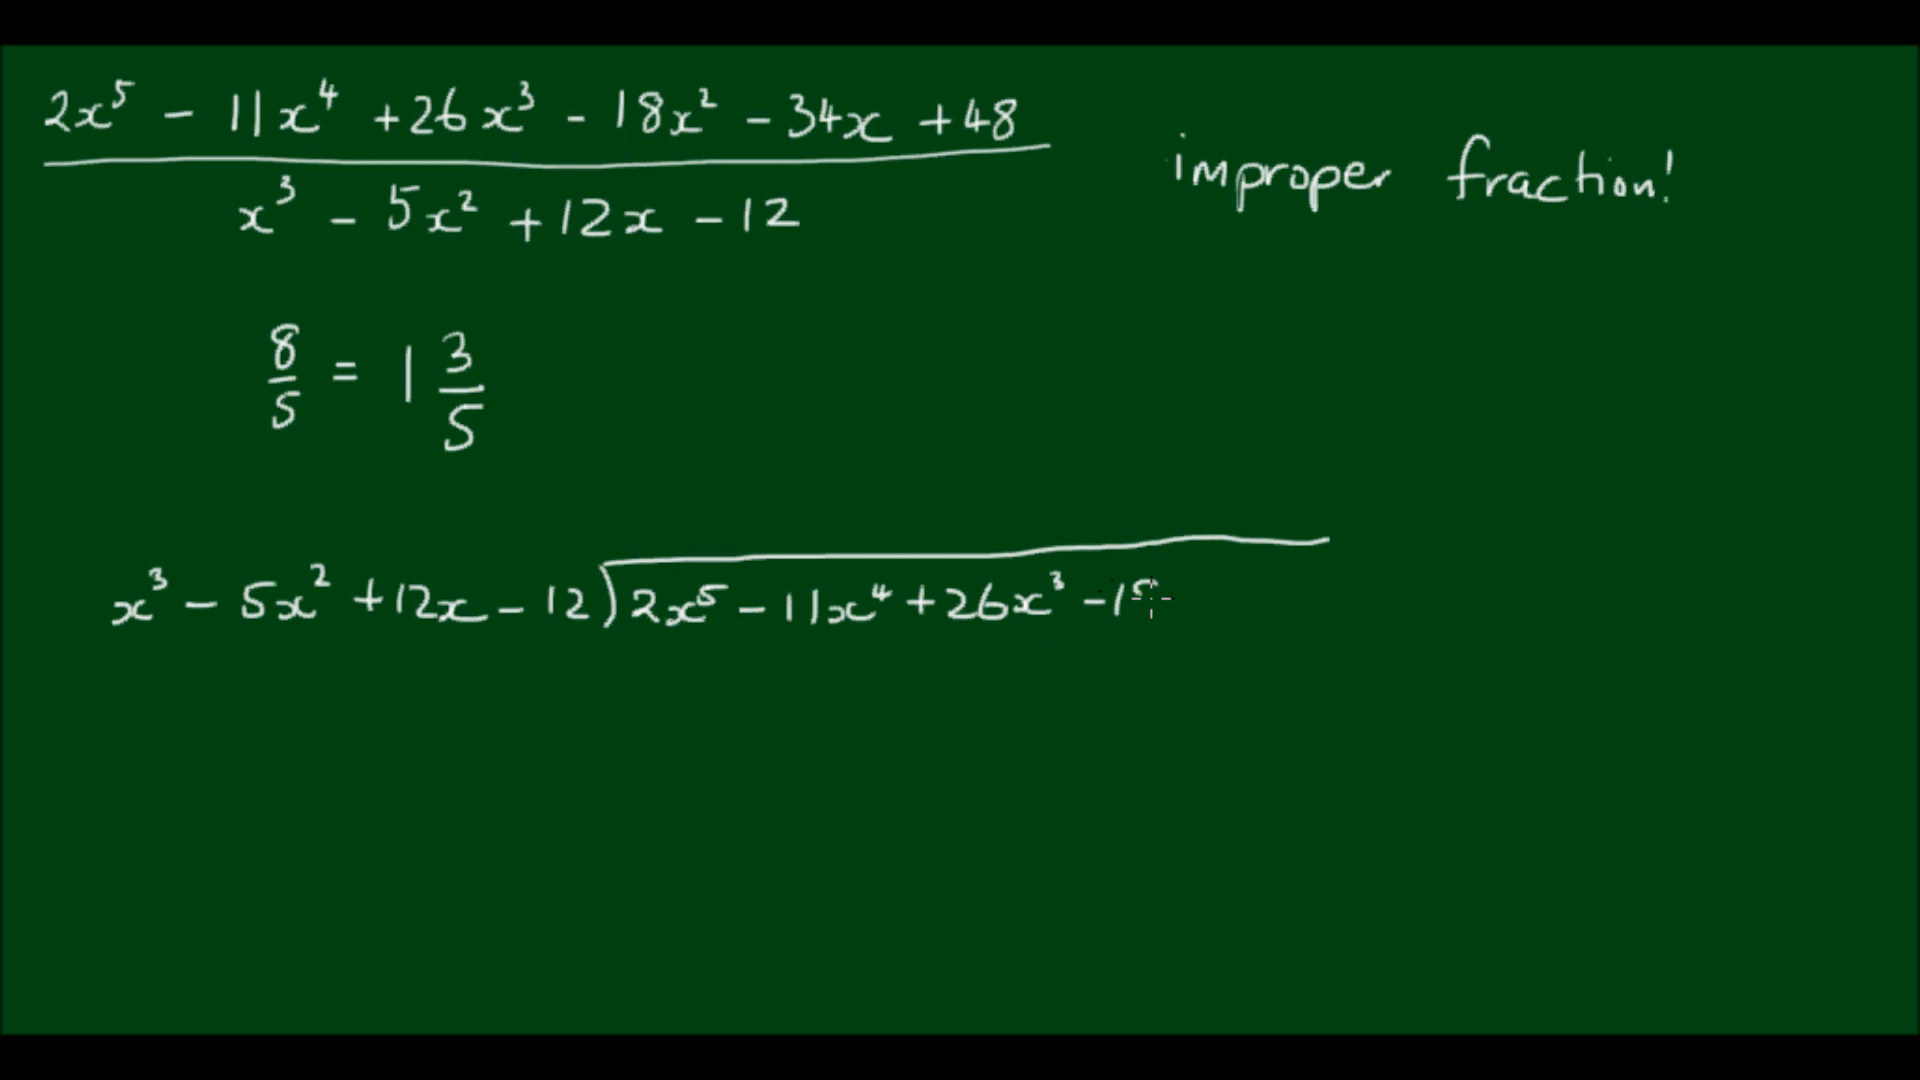 2x⁵ - 11x⁴ + 26x³ - 18x² - 34x + 48
x³ - 5x² + 12x - 12
improper fraction!
8/5 = 1 3/5
x³ - 5x² + 12x - 12 ) 2x⁵ - 11x⁴ + 26x³ - 1